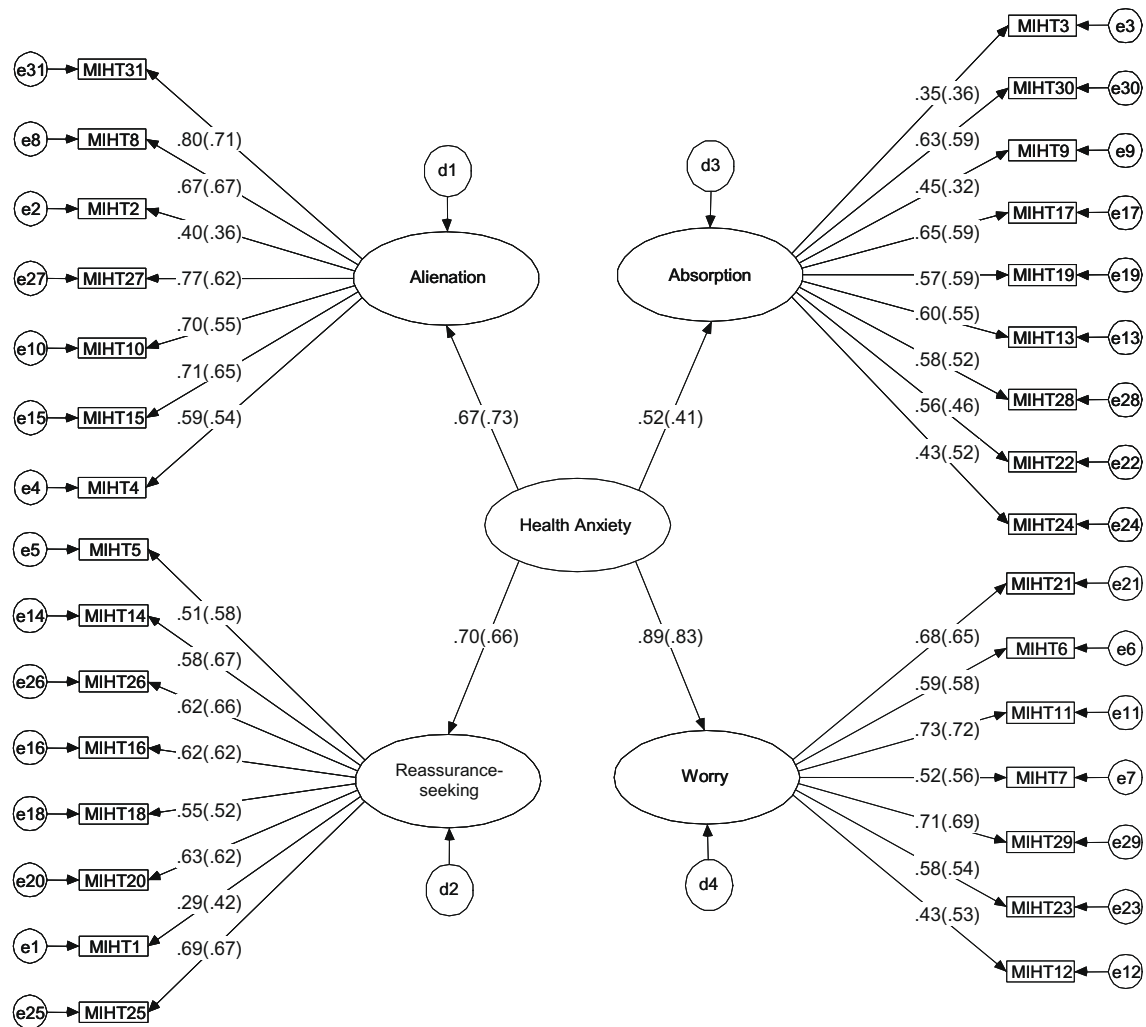 e31 MIHT31
.80(.71)
e8 MIHT8
.67(.67)
e2 MIHT2
.40(.36)
e27 MIHT27
.77(.62)
e10 MIHT10
.70(.55)
e15 MIHT15
.71(.65)
e4 MIHT4
.59(.54)
d1
Alienation
.67(.73)
d3
Absorption
.52(.41)
MIHT3 e3
.35(.36)
MIHT30 e30
.63(.59)
MIHT9 e9
.45(.32)
MIHT17 e17
.65(.59)
MIHT19 e19
.57(.59)
MIHT13 e13
.60(.55)
MIHT28 e28
.58(.52)
MIHT22 e22
.56(.46)
MIHT24 e24
.43(.52)
Health Anxiety
e5 MIHT5
.51(.58)
e14 MIHT14
.58(.67)
e26 MIHT26
.62(.66)
e16 MIHT16
.62(.62)
e18 MIHT18
.55(.52)
e20 MIHT20
.63(.62)
e1 MIHT1
.29(.42)
e25 MIHT25
.69(.67)
.70(.66)
Reassurance-
seeking
d2
.89(.83)
Worry
d4
MIHT21 e21
.68(.65)
MIHT6 e6
.59(.58)
MIHT11 e11
.73(.72)
MIHT7 e7
.52(.56)
MIHT29 e29
.71(.69)
MIHT23 e23
.58(.54)
MIHT12 e12
.43(.53)